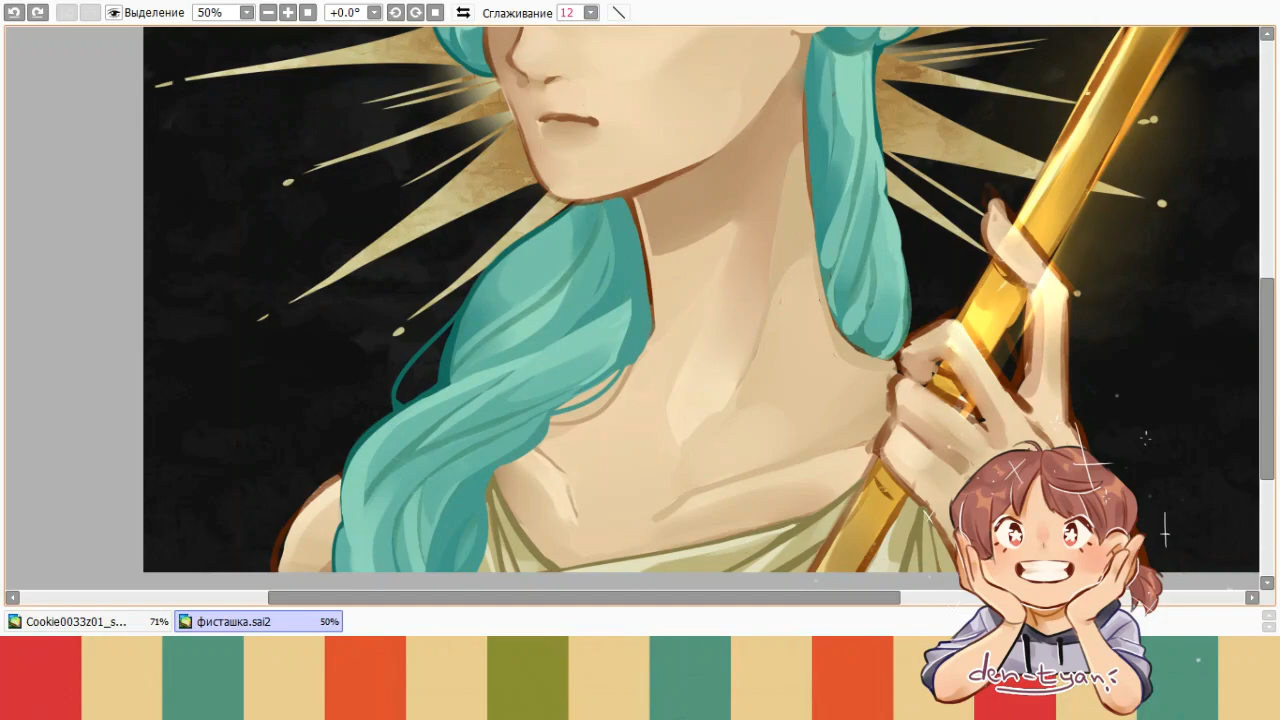 Выделение 50% +0.0° Сглаживание 12
Cookie0033z01_s... 71% фисташка.sai2 50%
den-tyan